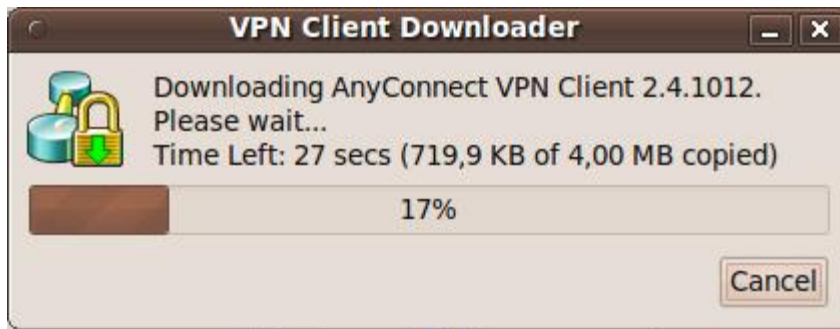 VPN Client Downloader
Downloading AnyConnect VPN Client 2.4.1012.
Please wait...
Time Left: 27 secs (719,9 KB of 4,00 MB copied)
17%
Cancel